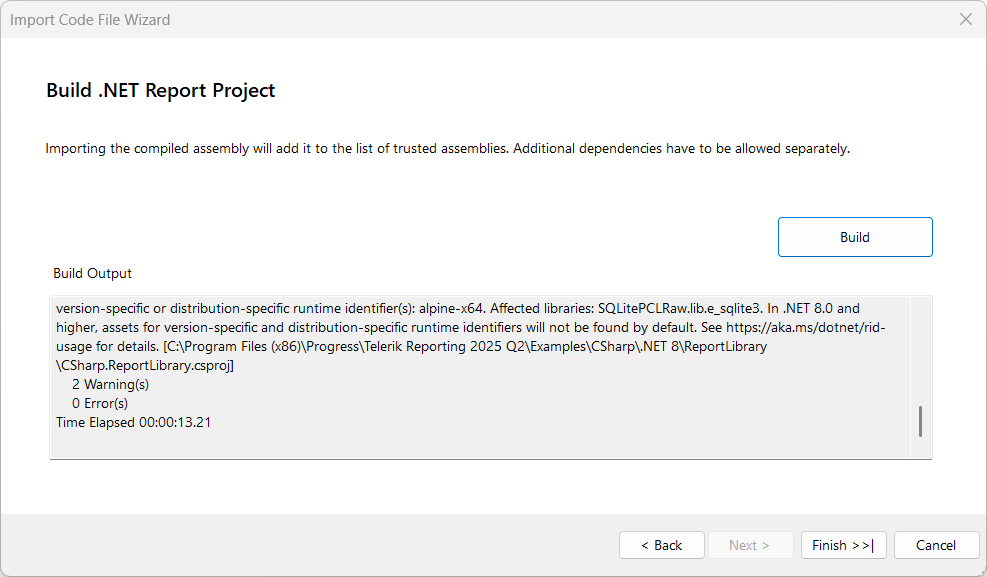 Import Code File Wizard
Build .NET Report Project
Importing the compiled assembly will add it to the list of trusted assemblies. Additional dependencies have to be allowed separately.
Build
Build Output
version-specific or distribution-specific runtime identifier(s): alpine-x64. Affected libraries: SQLitePCLRaw.lib.e_sqlite3. In .NET 8.0 and
higher, assets for version-specific and distribution-specific runtime identifiers will not be found by default. See https://aka.ms/dotnet/rid-
usage for details. [C:\Program Files (x86)\Progress\Telerik Reporting 2025 Q2\Examples\CSharp\.NET 8\ReportLibrary
\CSharp.ReportLibrary.csproj]
2 Warning(s)
0 Error(s)
Time Elapsed 00:00:13.21
< Back
Next >
Finish >>|
Cancel